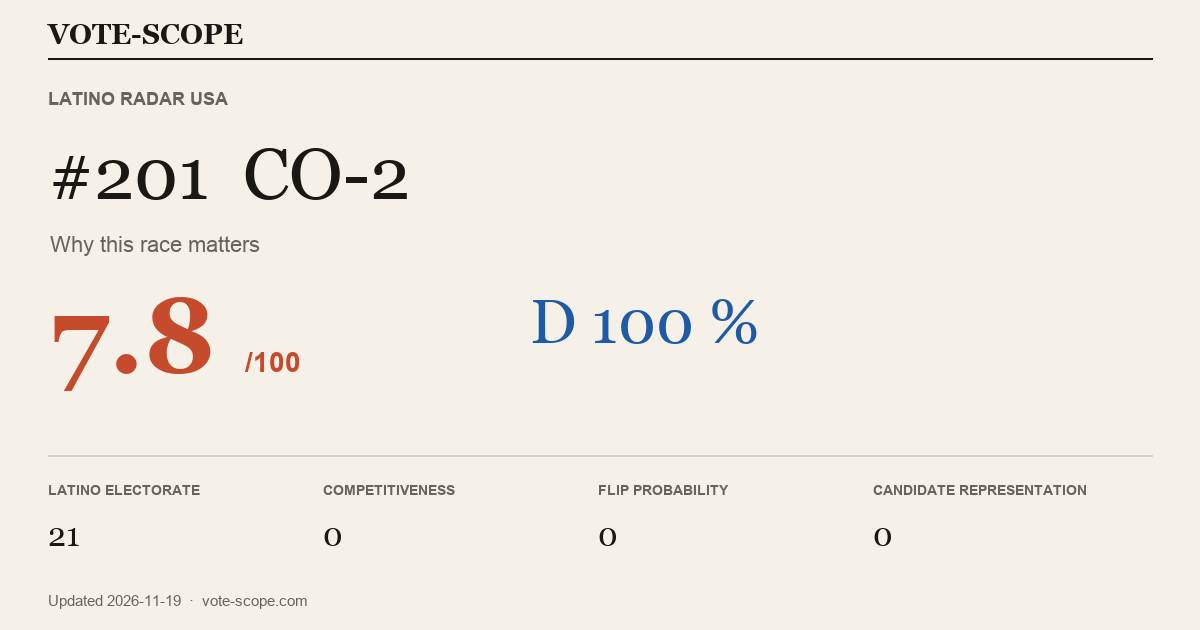 VOTE-SCOPE
LATINO RADAR USA
#201 CO-2
Why this race matters
7.8 /100
D 100 %
LATINO ELECTORATE COMPETITIVENESS FLIP PROBABILITY CANDIDATE REPRESENTATION
21 0 0 0
Updated 2026-11-19 · vote-scope.com